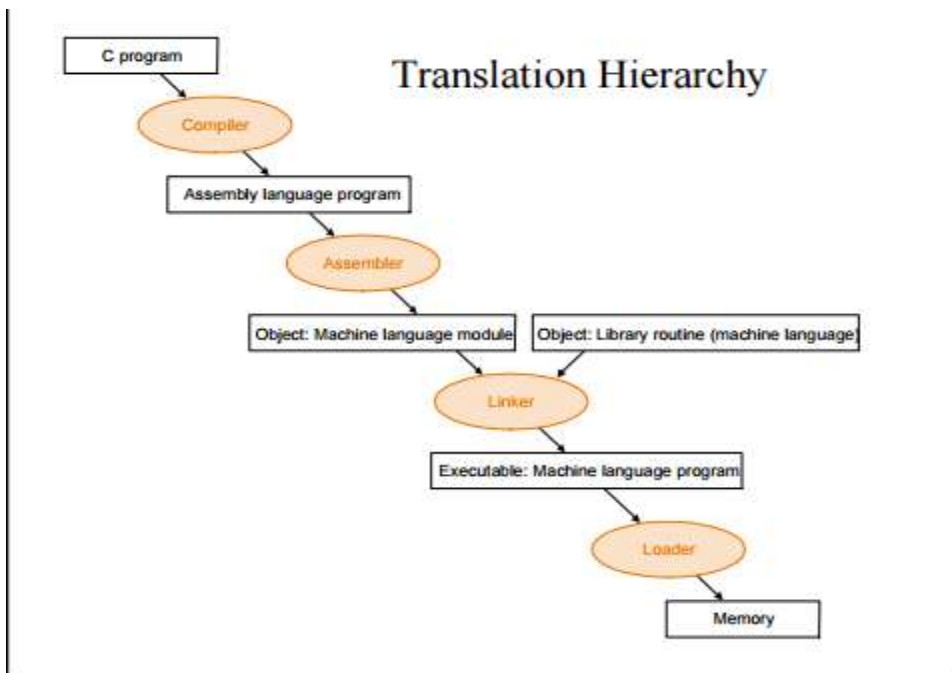 C program
Translation Hierarchy
Compiler
Assembly language program
Assembler
Object: Machine language module
Object: Library routine (machine language)
Linker
Executable: Machine language program
Loader
Memory